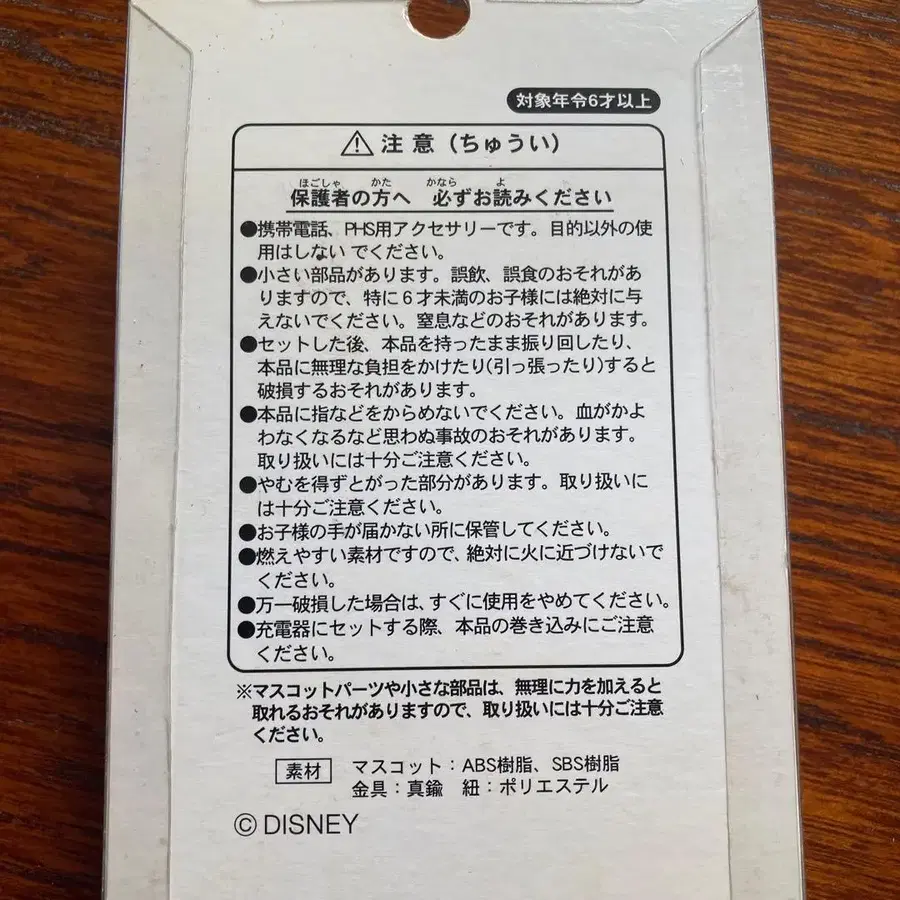 対象年令6才以上
⚠ 注意（ちゅうい）
ほごしゃ かた かなら よ
保護者の方へ 必ずお読みください
●携帯電話、PHS用アクセサリーです。目的以外の使
用はしないでください。
●小さい部品があります。誤飲、誤食のおそれがあ
りますので、特に6才未満のお子様には絶対に与
えないでください。窒息などのおそれがあります。
●セットした後、本品を持ったまま振り回したり、
本品に無理な負担をかけたり(引っ張ったり)すると
破損するおそれがあります。
●本品に指などをからめないでください。血がかよ
わなくなるなど思わぬ事故のおそれがあります。
取り扱いには十分ご注意ください。
●やむを得ずとがった部分があります。取り扱いに
は十分ご注意ください。
●お子様の手が届かない所に保管してください。
●燃えやすい素材ですので、絶対に火に近づけないで
ください。
●万一破損した場合は、すぐに使用をやめてください。
●充電器にセットする際、本品の巻き込みにご注意
ください。
※マスコットパーツや小さな部品は、無理に力を加えると
取れるおそれがありますので、取り扱いには十分ご注意
ください。
素材 マスコット：ABS樹脂、SBS樹脂
金具：真鍮 紐：ポリエステル
© DISNEY